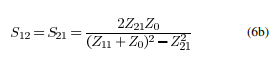 S₁₂ = S₂₁ = 2Z₂₁Z₀ / ((Z₁₁ + Z₀)² − Z₂₁²) (6b)